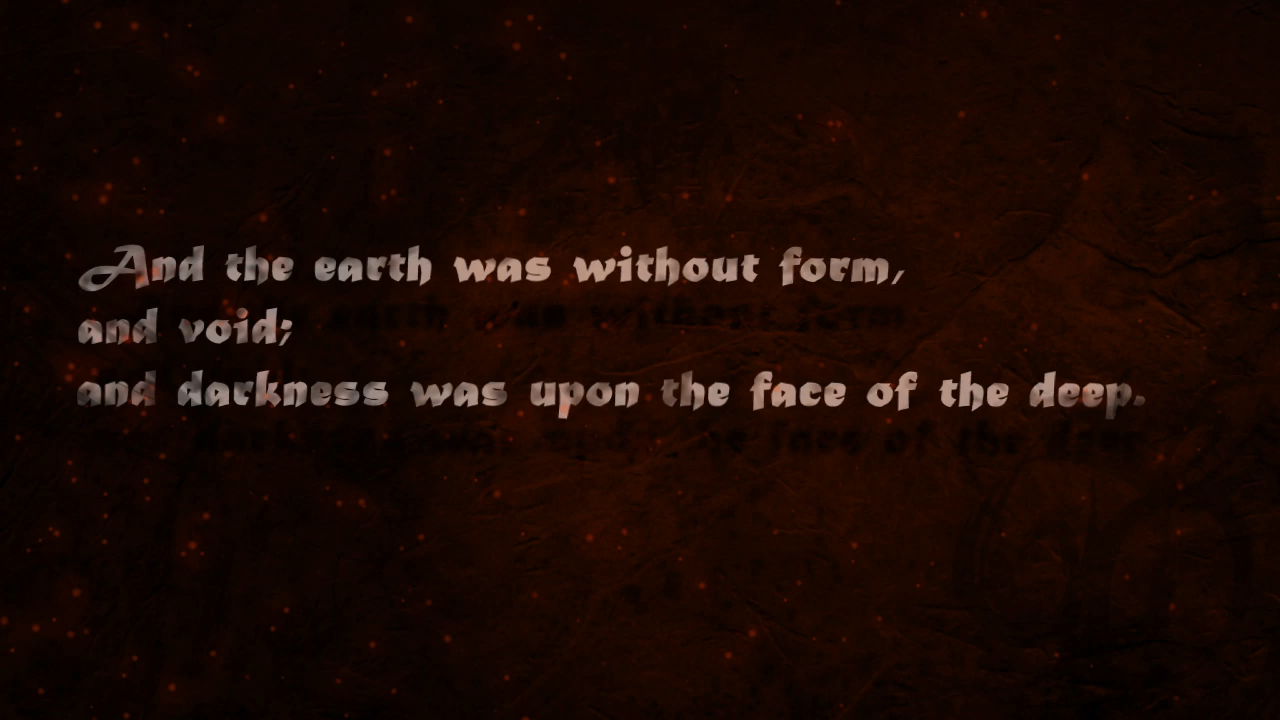 And the earth was without form,
and void;
and darkness was upon the face of the deep.